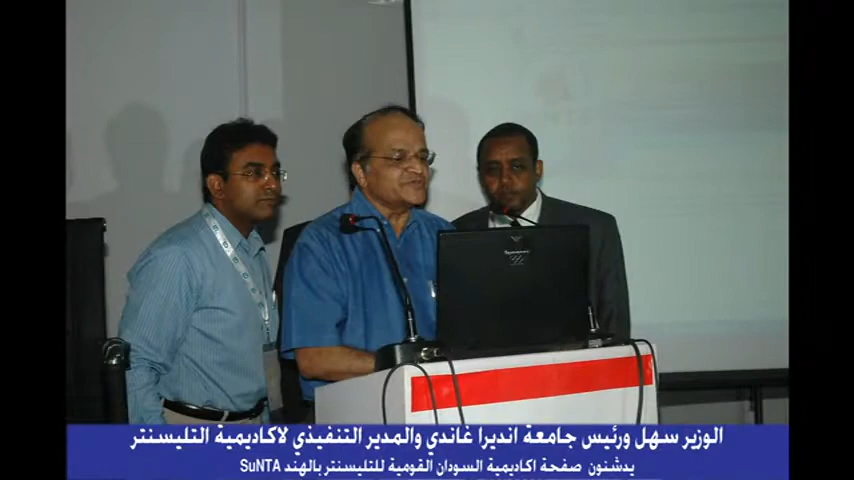 الوزير سهل ورئيس جامعة انديرا غاندي والمدير التنفيذي لاكاديمية التليسنتر
يدشنون صفحة اكاديمية السودان القومية للتليسنتر بالهند SuNTA